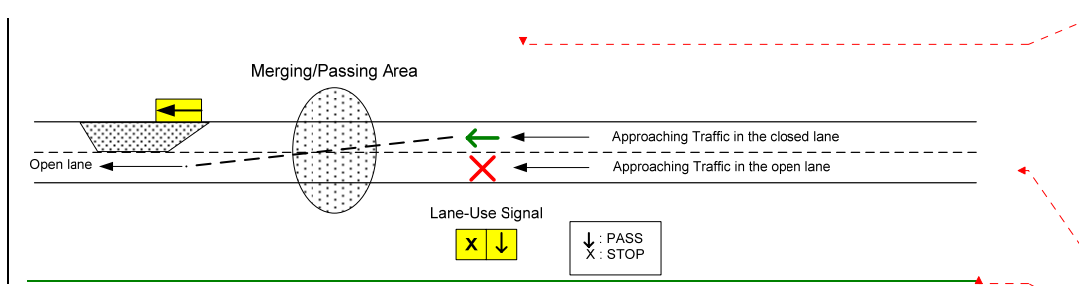 Merging/Passing Area
Approaching Traffic in the closed lane
Open lane
Approaching Traffic in the open lane
Lane-Use Signal
X ↓
↓ : PASS
X : STOP